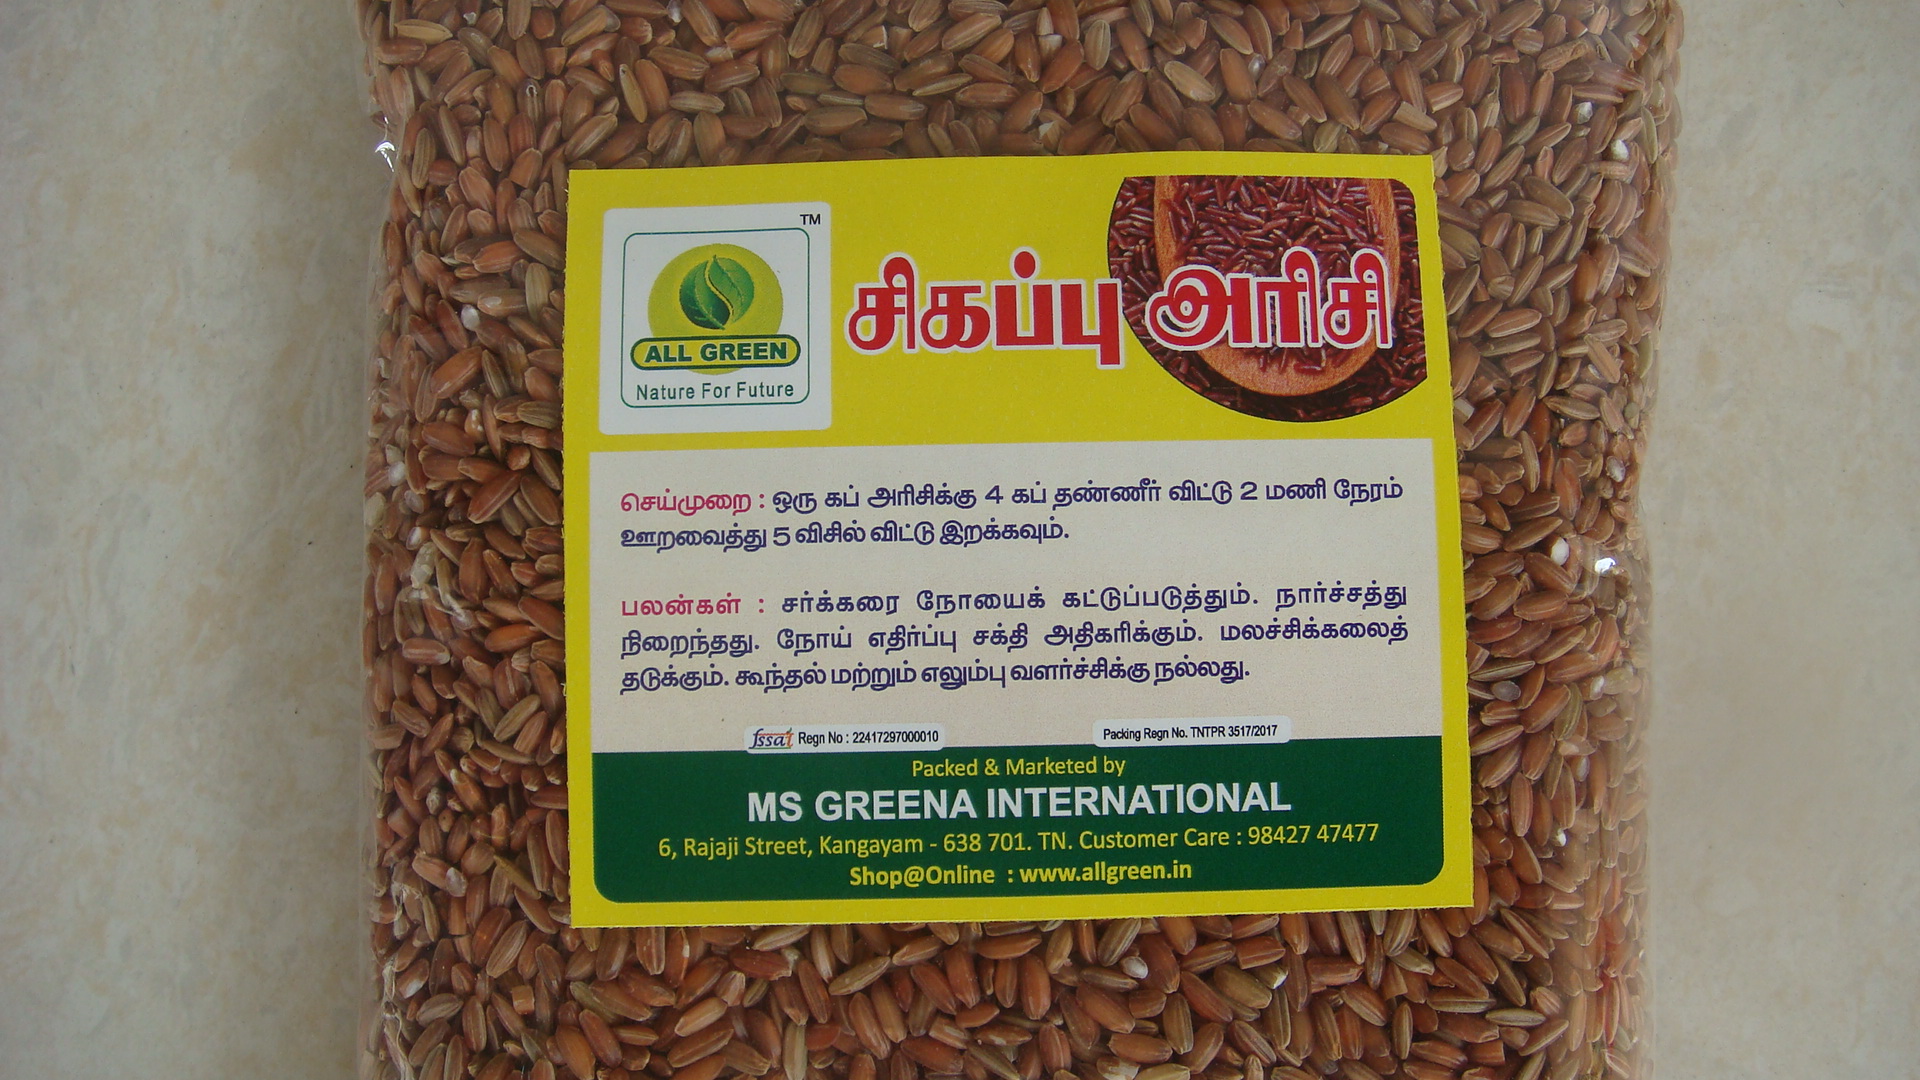 TM
ALL GREEN
Nature For Future
சிகப்பு அரிசி
செய்முறை : ஒரு கப் அரிசிக்கு 4 கப் தண்ணீர் விட்டு 2 மணி நேரம்
ஊறவைத்து 5 விசில் விட்டு இறக்கவும்.
பலன்கள் : சர்க்கரை நோயைக் கட்டுப்படுத்தும். நார்ச்சத்து
நிறைந்தது. நோய் எதிர்ப்பு சக்தி அதிகரிக்கும். மலச்சிக்கலைத்
தடுக்கும். கூந்தல் மற்றும் எலும்பு வளர்ச்சிக்கு நல்லது.
fssai Regn No : 22417297000010
Packing Regn No. TNTPR 3517/2017
Packed & Marketed by
MS GREENA INTERNATIONAL
6, Rajaji Street, Kangayam - 638 701. TN. Customer Care : 98427 47477
Shop@Online : www.allgreen.in